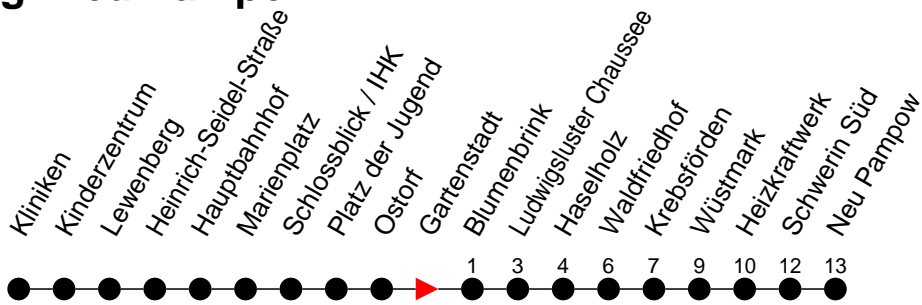 Kliniken
Kinderzentrum
Lewenberg
Heinrich-Seidel-Straße
Hauptbahnhof
Marienplatz
Schlossblick / IHK
Platz der Jugend
Ostorf
Gartenstadt
Blumenbrink
Ludwigsluster Chaussee
Haselholz
Waldfriedhof
Krebsförden
Wüstmark
Heizkraftwerk
Schwerin Süd
Neu Pampow
1 3 4 6 7 9 10 12 13